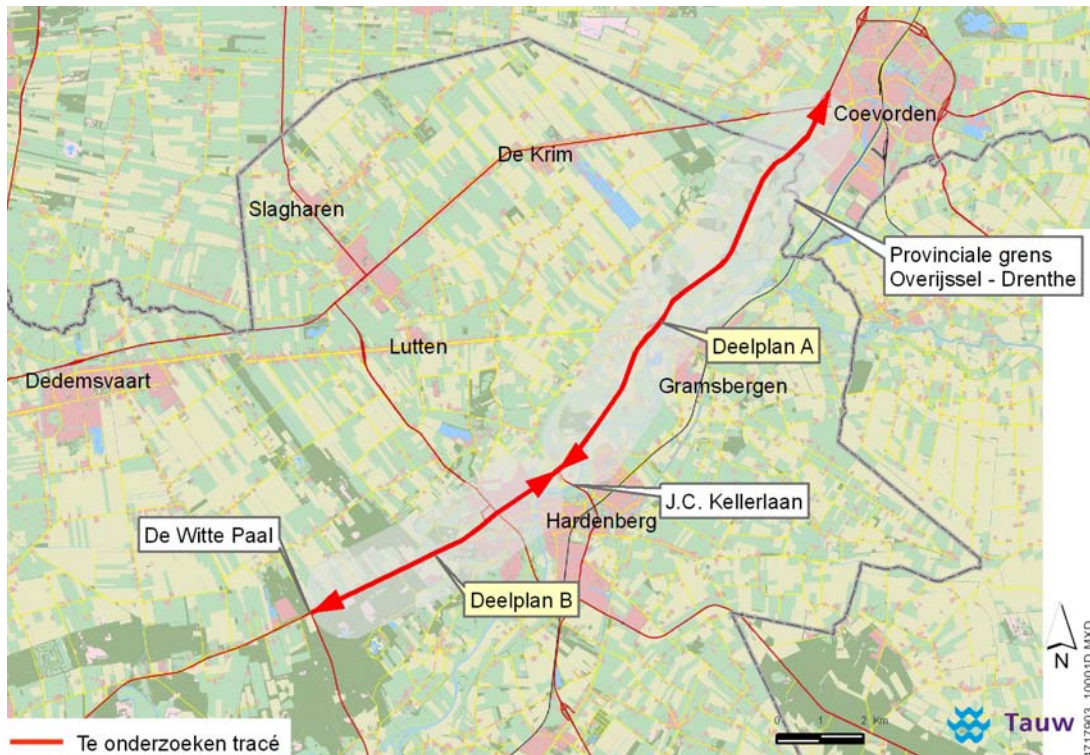 Coevorden
De Krim
Slagharen
Provinciale grens
Overijssel - Drenthe
Deelplan A
Lutten
Dedemsvaart
Gramsbergen
J.C. Kellerlaan
De Witte Paal
Hardenberg
Deelplan B
N
0 1 2 Km
Te onderzoeken tracé
Tauw